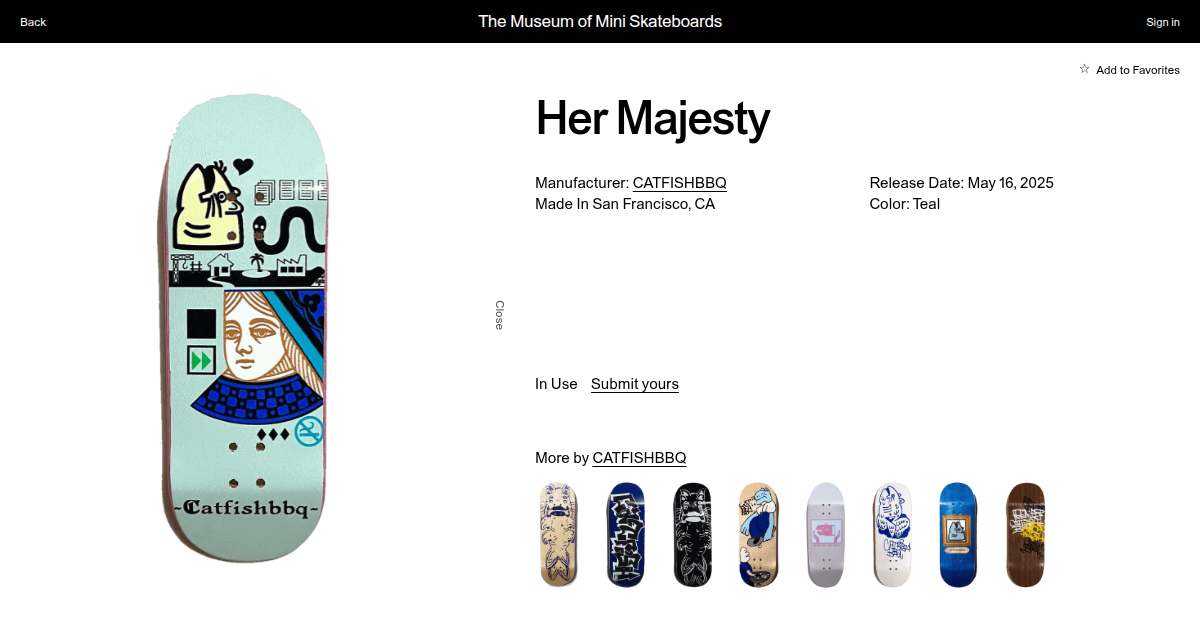 Back
The Museum of Mini Skateboards
Sign in
☆ Add to Favorites
Her Majesty
Manufacturer: CATFISHBBQ
Made In San Francisco, CA
Release Date: May 16, 2025
Color: Teal
Close
In Use Submit yours
More by CATFISHBBQ
~Catfishbbq~